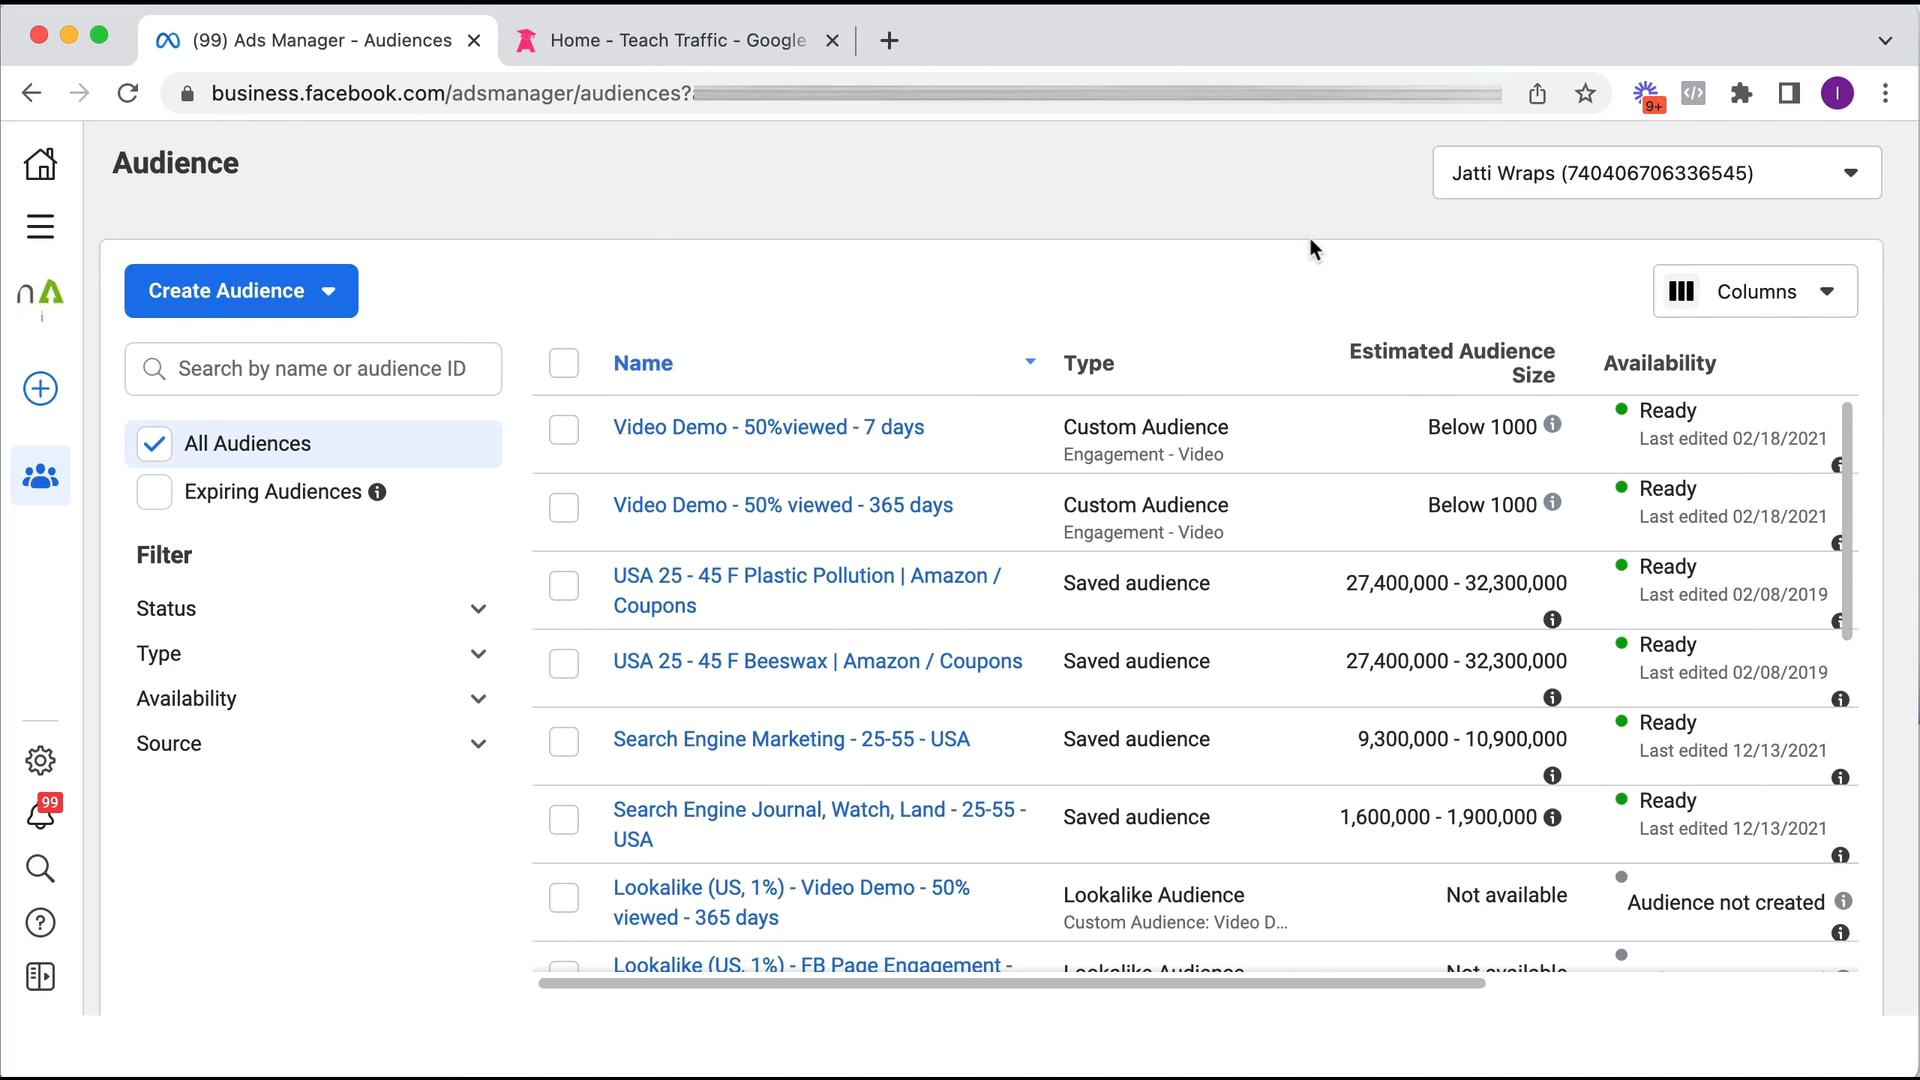 (99) Ads Manager - Audiences
Home - Teach Traffic - Google
business.facebook.com/adsmanager/audiences?
9+
I
Audience
Jatti Wraps (740406706336545)
Create Audience
Columns
Search by name or audience ID
All Audiences
Expiring Audiences
Filter
Status
Type
Availability
Source
99
Name
Type
Estimated Audience
Size
Availability
Video Demo - 50%viewed - 7 days
Custom Audience
Engagement - Video
Below 1000
Ready
Last edited 02/18/2021
Video Demo - 50% viewed - 365 days
Custom Audience
Engagement - Video
Below 1000
Ready
Last edited 02/18/2021
USA 25 - 45 F Plastic Pollution | Amazon /
Coupons
Saved audience
27,400,000 - 32,300,000
Ready
Last edited 02/08/2019
USA 25 - 45 F Beeswax | Amazon / Coupons
Saved audience
27,400,000 - 32,300,000
Ready
Last edited 02/08/2019
Search Engine Marketing - 25-55 - USA
Saved audience
9,300,000 - 10,900,000
Ready
Last edited 12/13/2021
Search Engine Journal, Watch, Land - 25-55 -
USA
Saved audience
1,600,000 - 1,900,000
Ready
Last edited 12/13/2021
Lookalike (US, 1%) - Video Demo - 50%
viewed - 365 days
Lookalike Audience
Custom Audience: Video D...
Not available
Audience not created
Lookalike (US, 1%) - FB Page Engagement -
Lookalike Audience
Not available